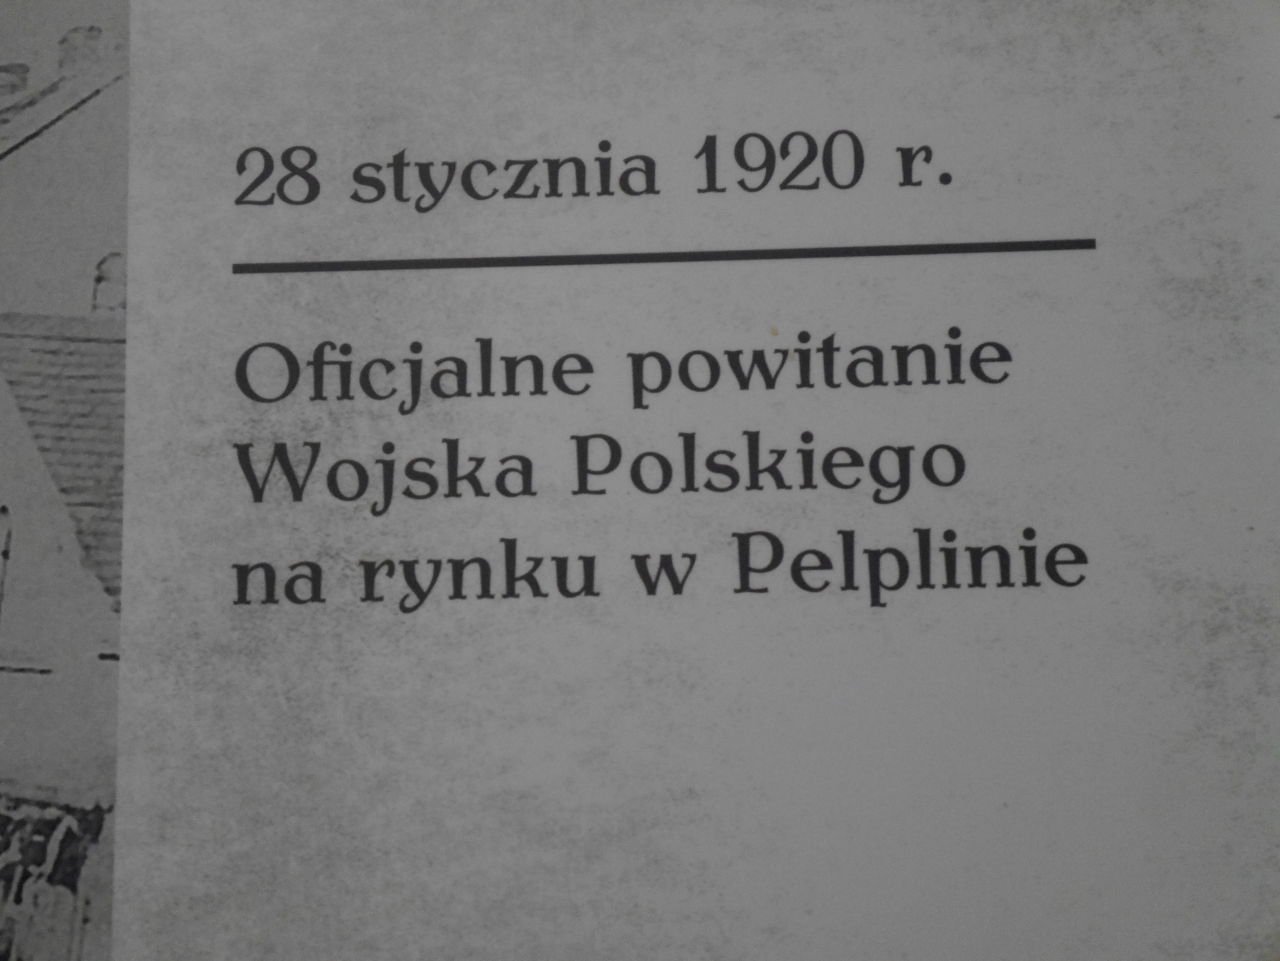 28 stycznia 1920 r.
Oficjalne powitanie
Wojska Polskiego
na rynku w Pelplinie